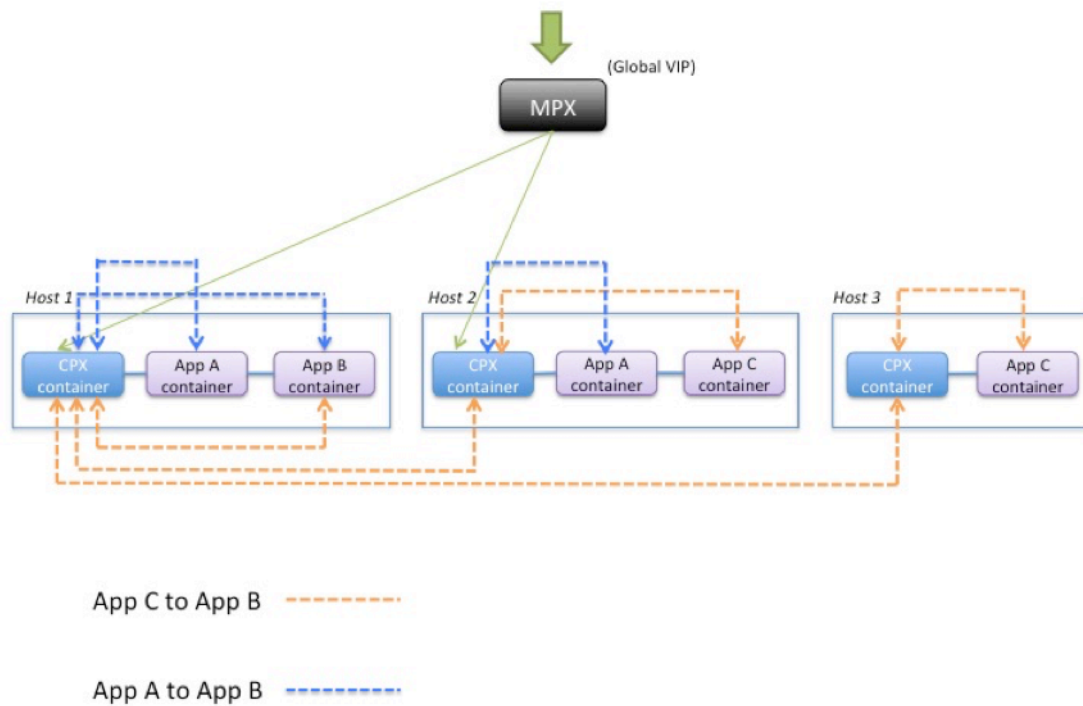 (Global VIP)
MPX
Host 1
Host 2
Host 3
CPX
container
App A
container
App B
container
CPX
container
App A
container
App C
container
CPX
container
App C
container
App C to App B
App A to App B